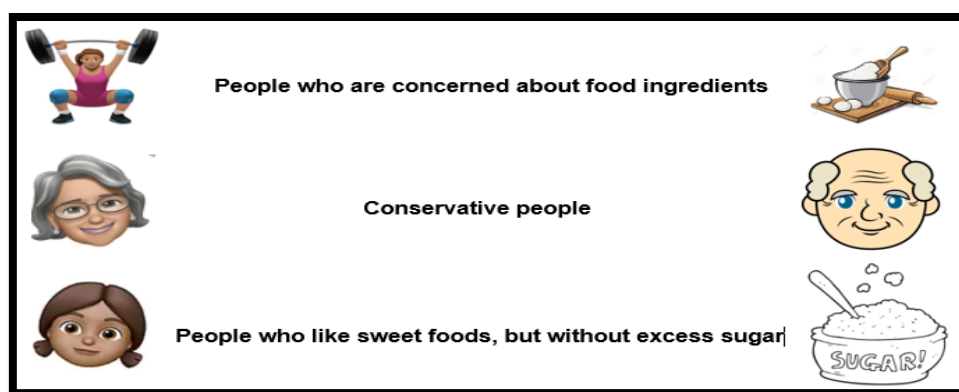 People who are concerned about food ingredients
Conservative people
People who like sweet foods, but without excess sugar
SUGAR!